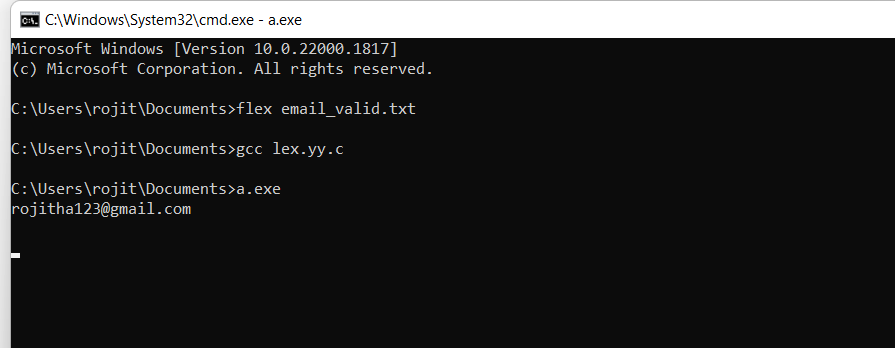 C:\Windows\System32\cmd.exe - a.exe
Microsoft Windows [Version 10.0.22000.1817]
(c) Microsoft Corporation. All rights reserved.
C:\Users\rojit\Documents>flex email_valid.txt
C:\Users\rojit\Documents>gcc lex.yy.c
C:\Users\rojit\Documents>a.exe
rojitha123@gmail.com